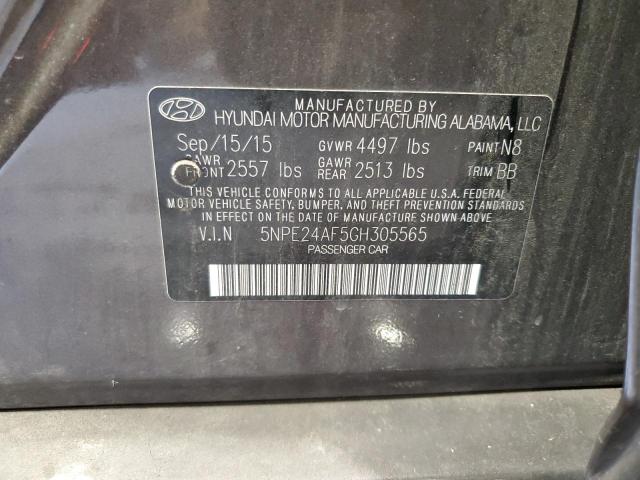 MANUFACTURED BY
HYUNDAI MOTOR MANUFACTURING ALABAMA, LLC
Sep/15/15 GVWR 4497 lbs PAINT N8
GAWR FRONT 2557 lbs GAWR REAR 2513 lbs TRIM BB
THIS VEHICLE CONFORMS TO ALL APPLICABLE U.S.A. FEDERAL
MOTOR VEHICLE SAFETY, BUMPER, AND THEFT PREVENTION
STANDARDS IN EFFECT ON THE DATE OF MANUFACTURE SHOWN ABOVE.
V.I.N 5NPE24AF5GH305565
PASSENGER CAR